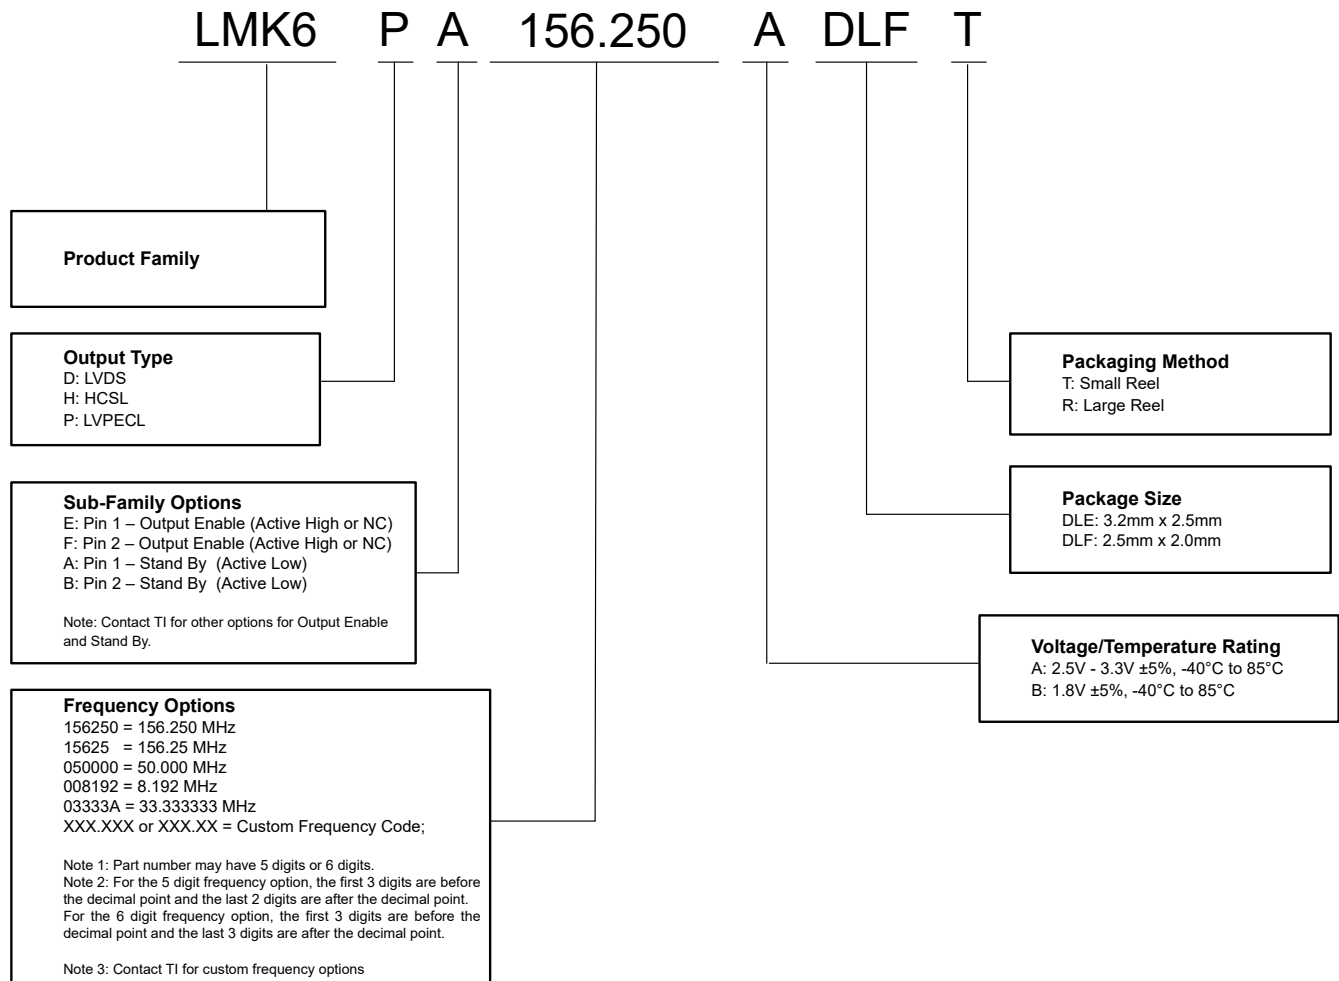 LMK6 P A 156.250 A DLF T
Product Family
Output Type
D: LVDS
H: HCSL
P: LVPECL
Sub-Family Options
E: Pin 1 – Output Enable (Active High or NC)
F: Pin 2 – Output Enable (Active High or NC)
A: Pin 1 – Stand By (Active Low)
B: Pin 2 – Stand By (Active Low)
Note: Contact TI for other options for Output Enable
and Stand By.
Frequency Options
156250 = 156.250 MHz
15625 = 156.25 MHz
050000 = 50.000 MHz
008192 = 8.192 MHz
03333A = 33.333333 MHz
XXX.XXX or XXX.XX = Custom Frequency Code;
Note 1: Part number may have 5 digits or 6 digits.
Note 2: For the 5 digit frequency option, the first 3 digits are before
the decimal point and the last 2 digits are after the decimal point.
For the 6 digit frequency option, the first 3 digits are before the
decimal point and the last 3 digits are after the decimal point.
Note 3: Contact TI for custom frequency options
Packaging Method
T: Small Reel
R: Large Reel
Package Size
DLE: 3.2mm x 2.5mm
DLF: 2.5mm x 2.0mm
Voltage/Temperature Rating
A: 2.5V - 3.3V ±5%, -40°C to 85°C
B: 1.8V ±5%, -40°C to 85°C